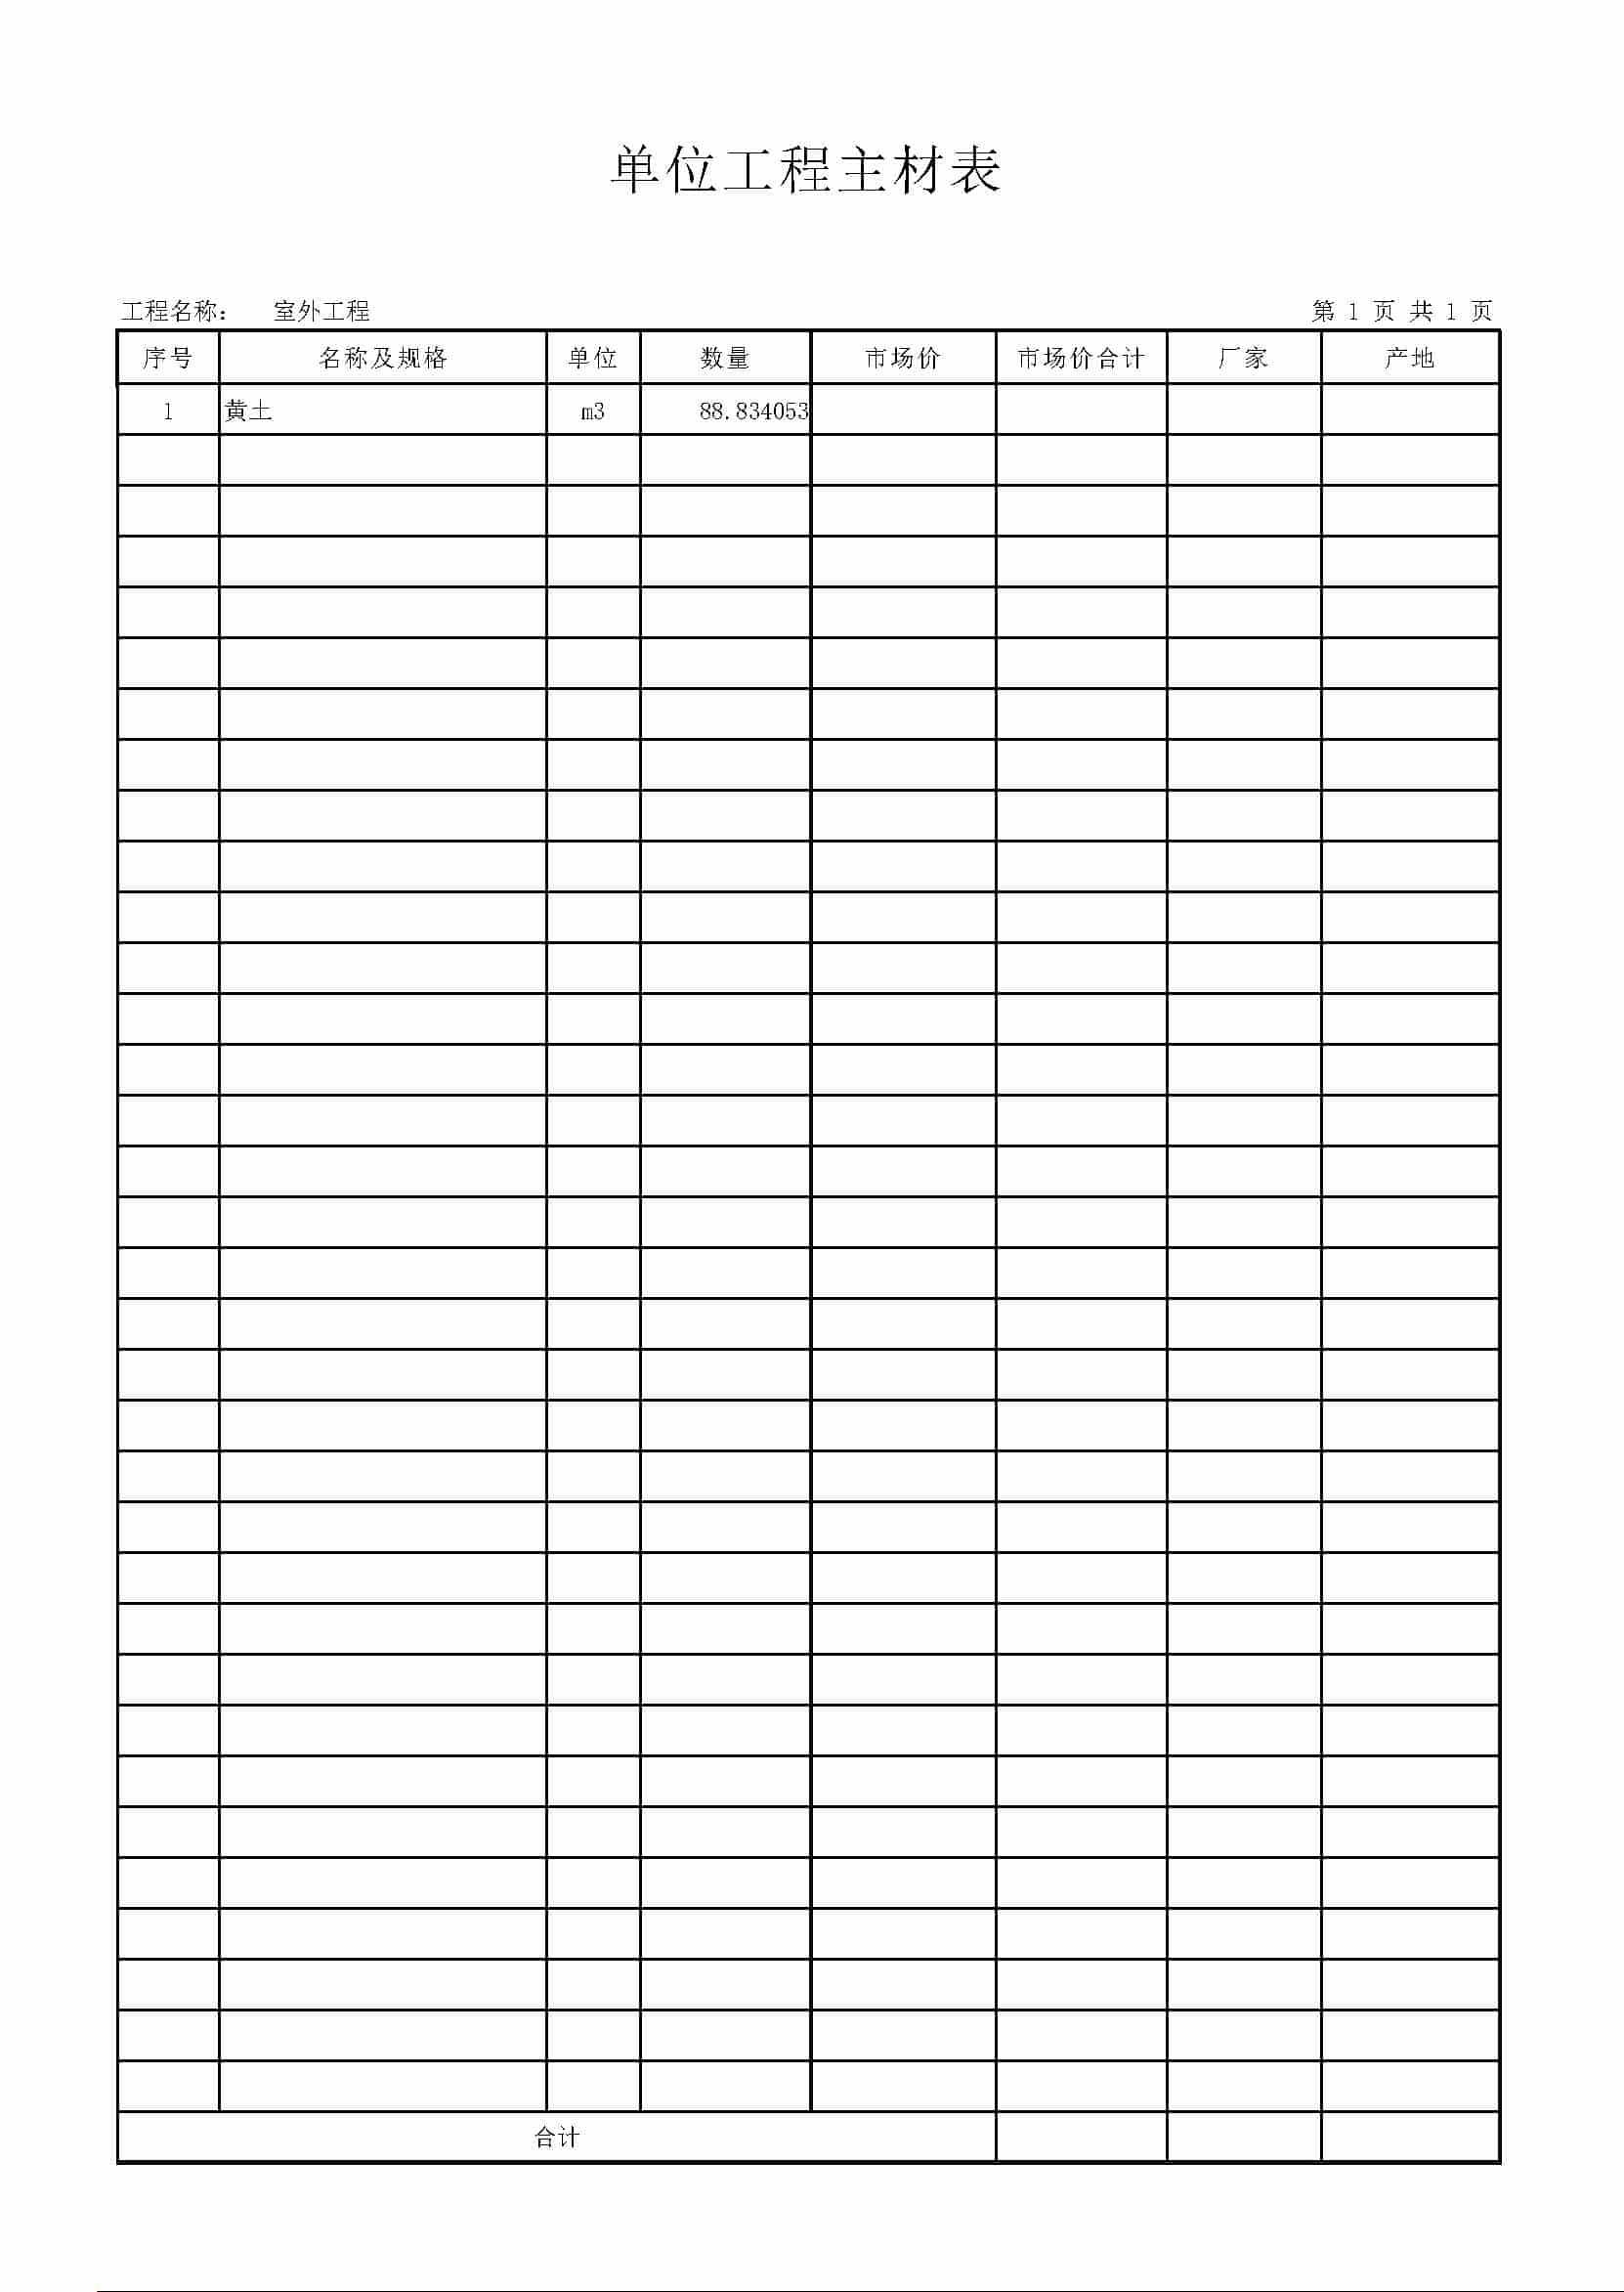 单位工程主材表
工程名称： 室外工程 第 1 页 共 1 页
序号 名称及规格 单位 数量 市场价 市场价合计 厂家 产地
1 黄土 m3 88.834053
合计